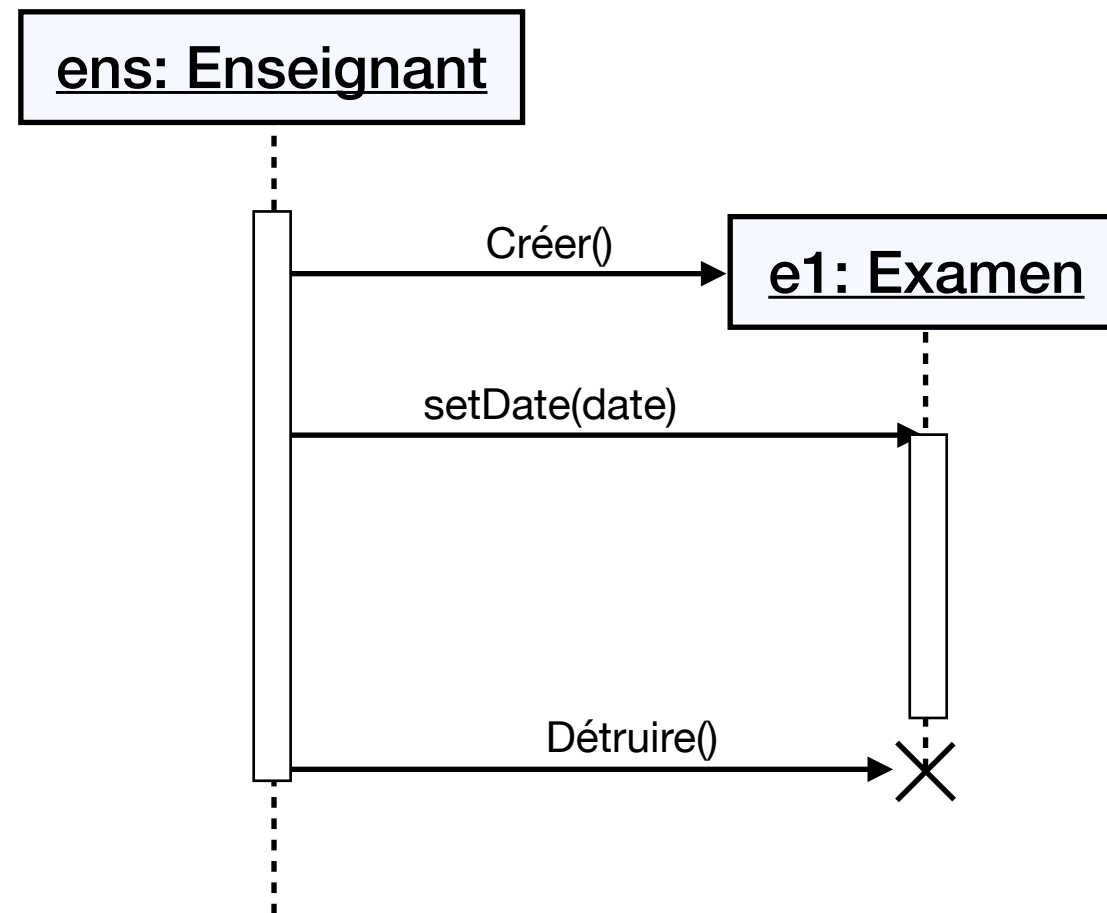 ens: Enseignant
Créer()
e1: Examen
setDate(date)
Détruire()